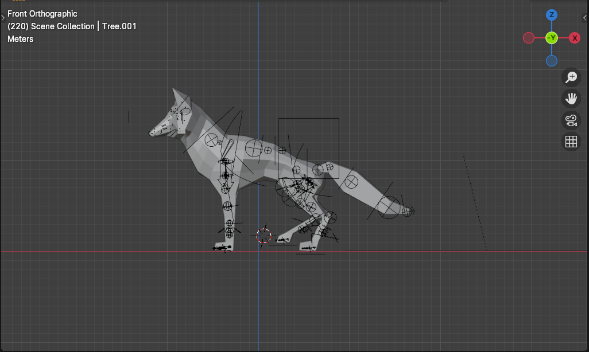 Front Orthographic
(220) Scene Collection | Tree.001
Meters
Z
-Y
X